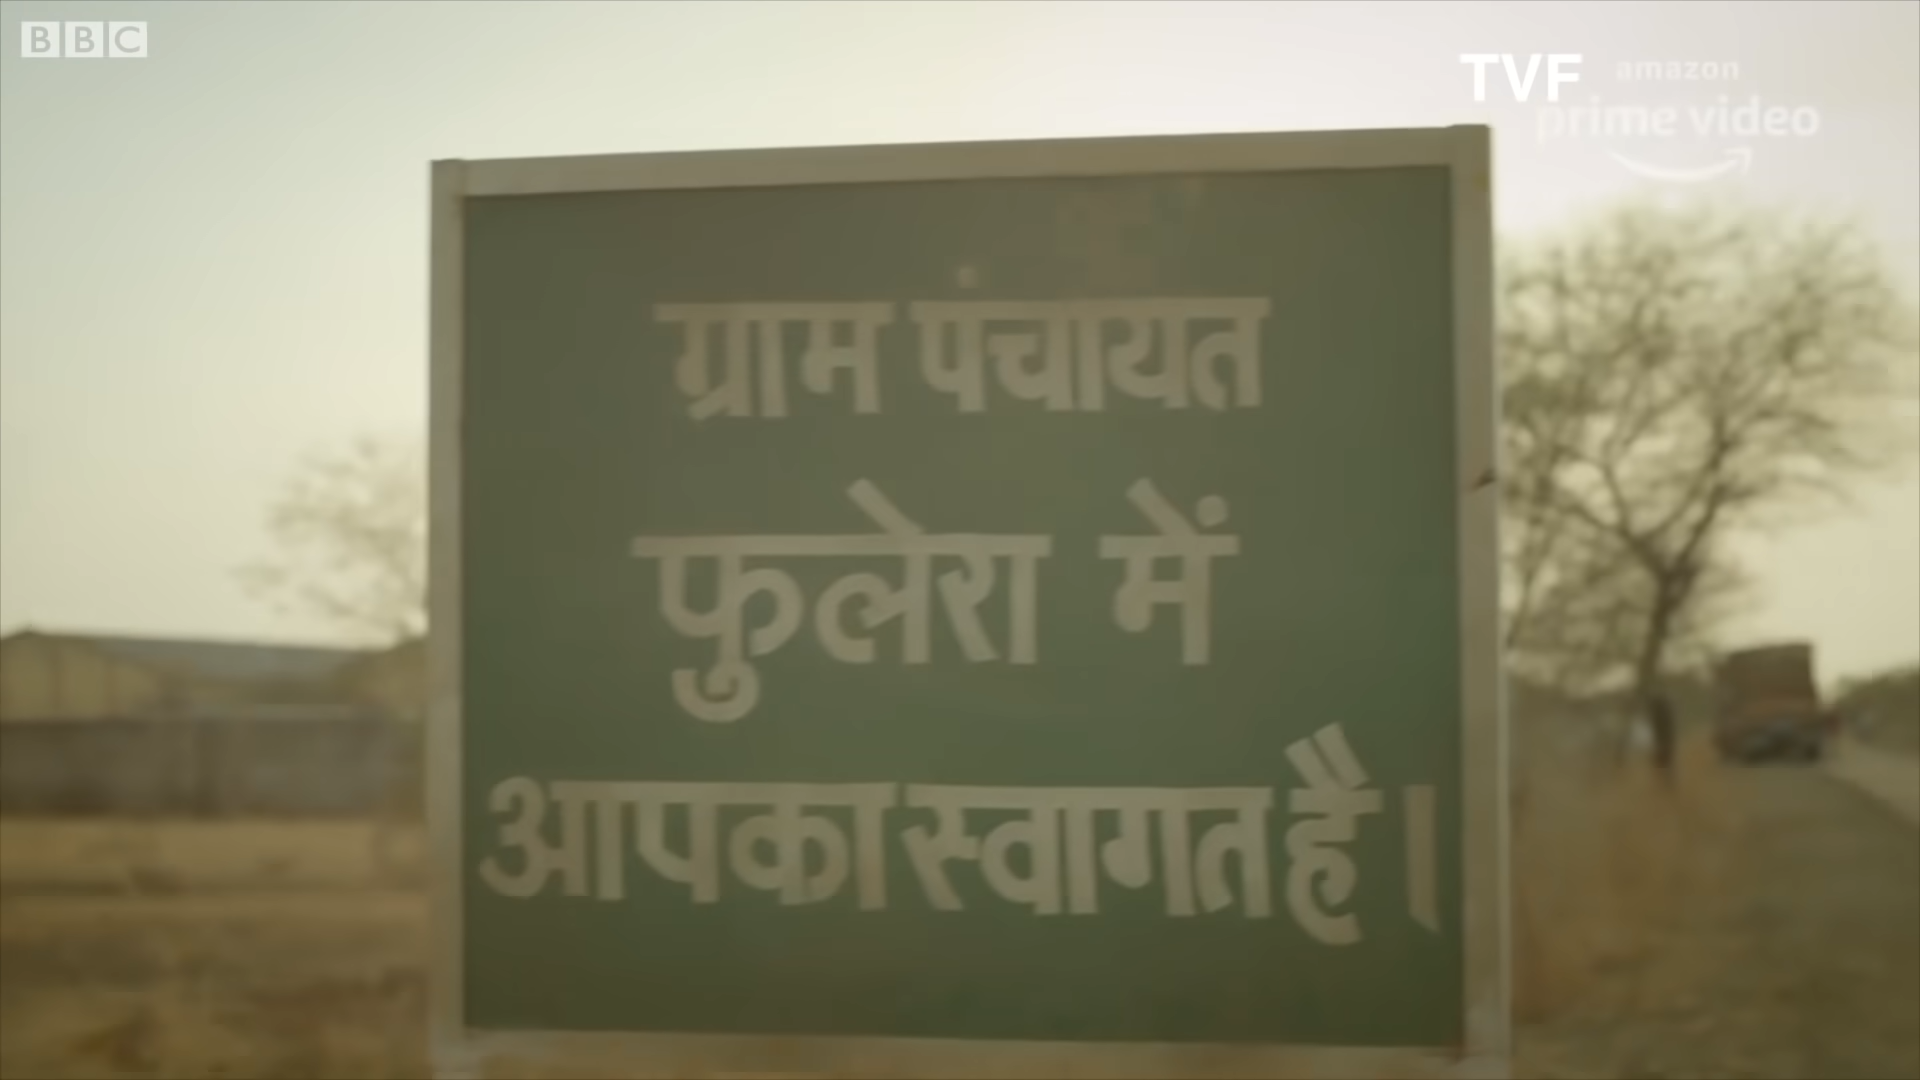 BBC
TVF amazon
prime video
ग्राम पंचायत
फुलेरा में
आपका स्वागत है।